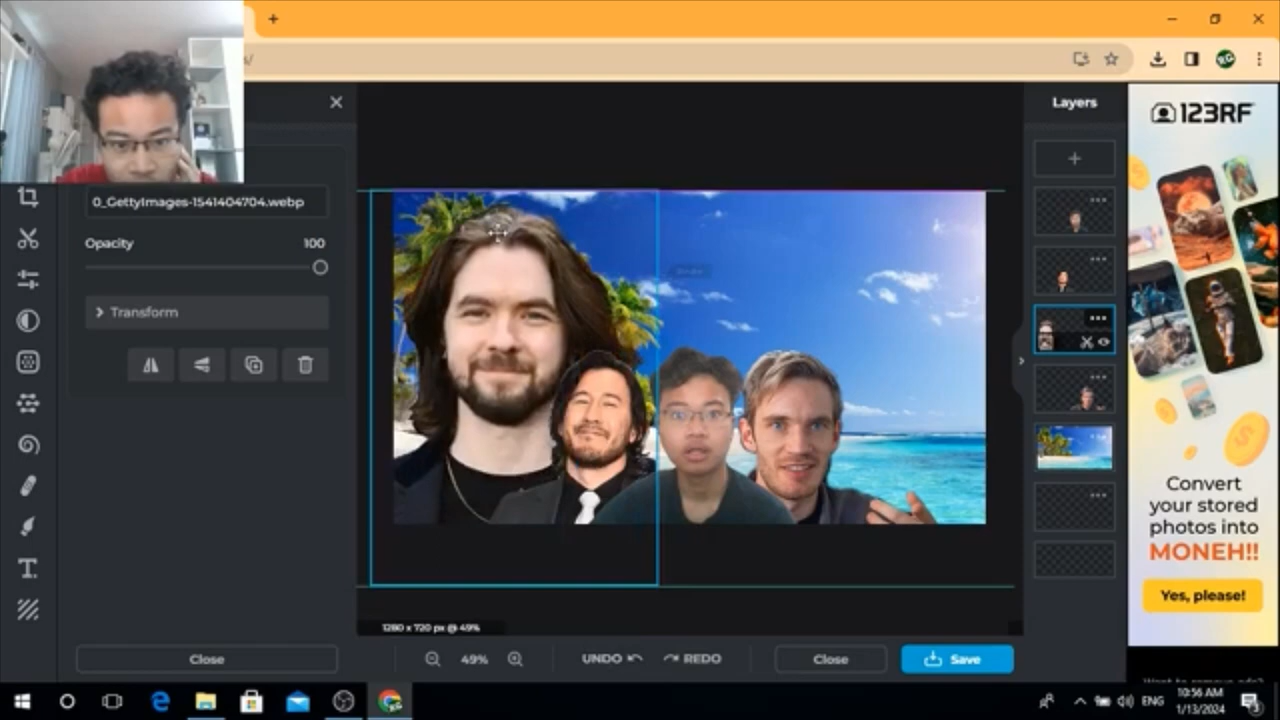 RG
Layers
123RF
0_GettyImages-1541404704.webp
Opacity 100
Transform
Convert
your stored
photos into
MONEH!!
Yes, please!
1280 x 720 px @ 49%
Close
49%
UNDO
REDO
Close
Save
ENG
10:56 AM
1/13/2024